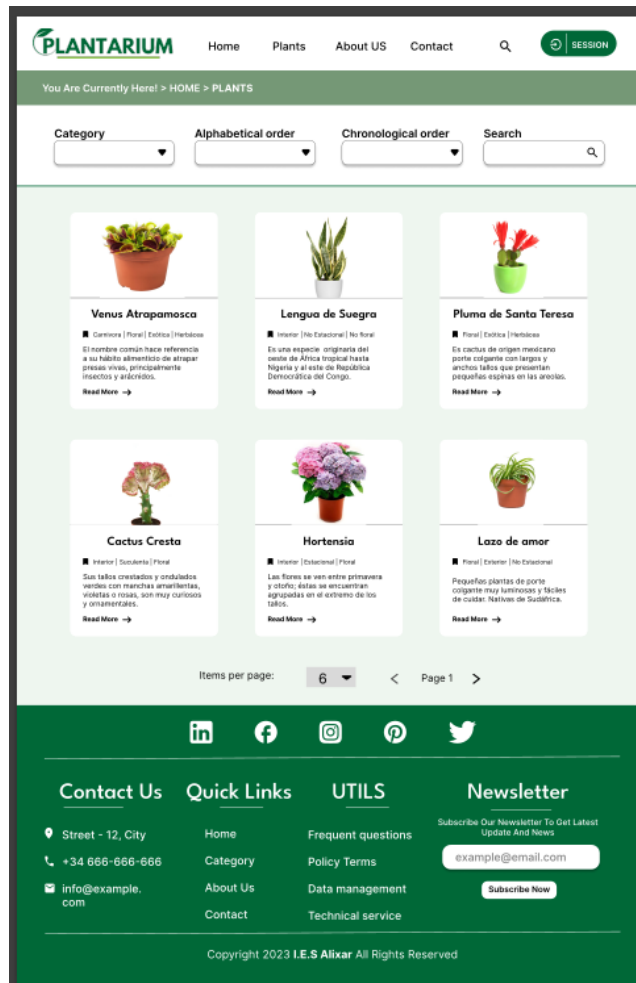 PLANTARIUM
Home Plants About US Contact SESSION
You Are Currently Here! > HOME > PLANTS
Category Alphabetical order Chronological order Search
Venus Atrapamosca
Carnivora | Floral | Exótica | Herbácea
El nombre común hace referencia
a su hábito alimenticio de atrapar
presas vivas, principalmente
insectos y arácnidos.
Read More
Lengua de Suegra
Interior | No Estacional | No floral
Es una especie originaria del
oeste de África tropical hasta
Nigeria y al este de República
Democrática del Congo.
Read More
Pluma de Santa Teresa
Floral | Exótica | Herbácea
Es cactus de origen mexicano
porte colgante con largos y
anchos tallos que presentan
pequeñas espinas en las areolas.
Read More
Cactus Cresta
Interior | Suculenta | Floral
Sus tallos crestados y ondulados
verdes con manchas amarillentas,
violetas o rosas, son muy curiosos
y ornamentales.
Read More
Hortensia
Interior | Estacional | Floral
Las flores se ven entre primavera
y otoño; éstas se encuentran
agrupadas en el extremo de los
tallos.
Read More
Lazo de amor
Floral | Exterior | No Estacional
Pequeñas plantas de porte
colgante muy luminosas y fáciles
de cuidar. Nativas de Sudáfrica.
Read More
Items per page: 6 < Page 1 >
Contact Us
Street - 12, City
+34 666-666-666
info@example.
com
Quick Links
Home
Category
About Us
Contact
UTILS
Frequent questions
Policy Terms
Data management
Technical service
Newsletter
Subscribe Our Newsletter To Get Latest
Update And News
example@email.com
Subscribe Now
Copyright 2023 I.E.S Alixar All Rights Reserved